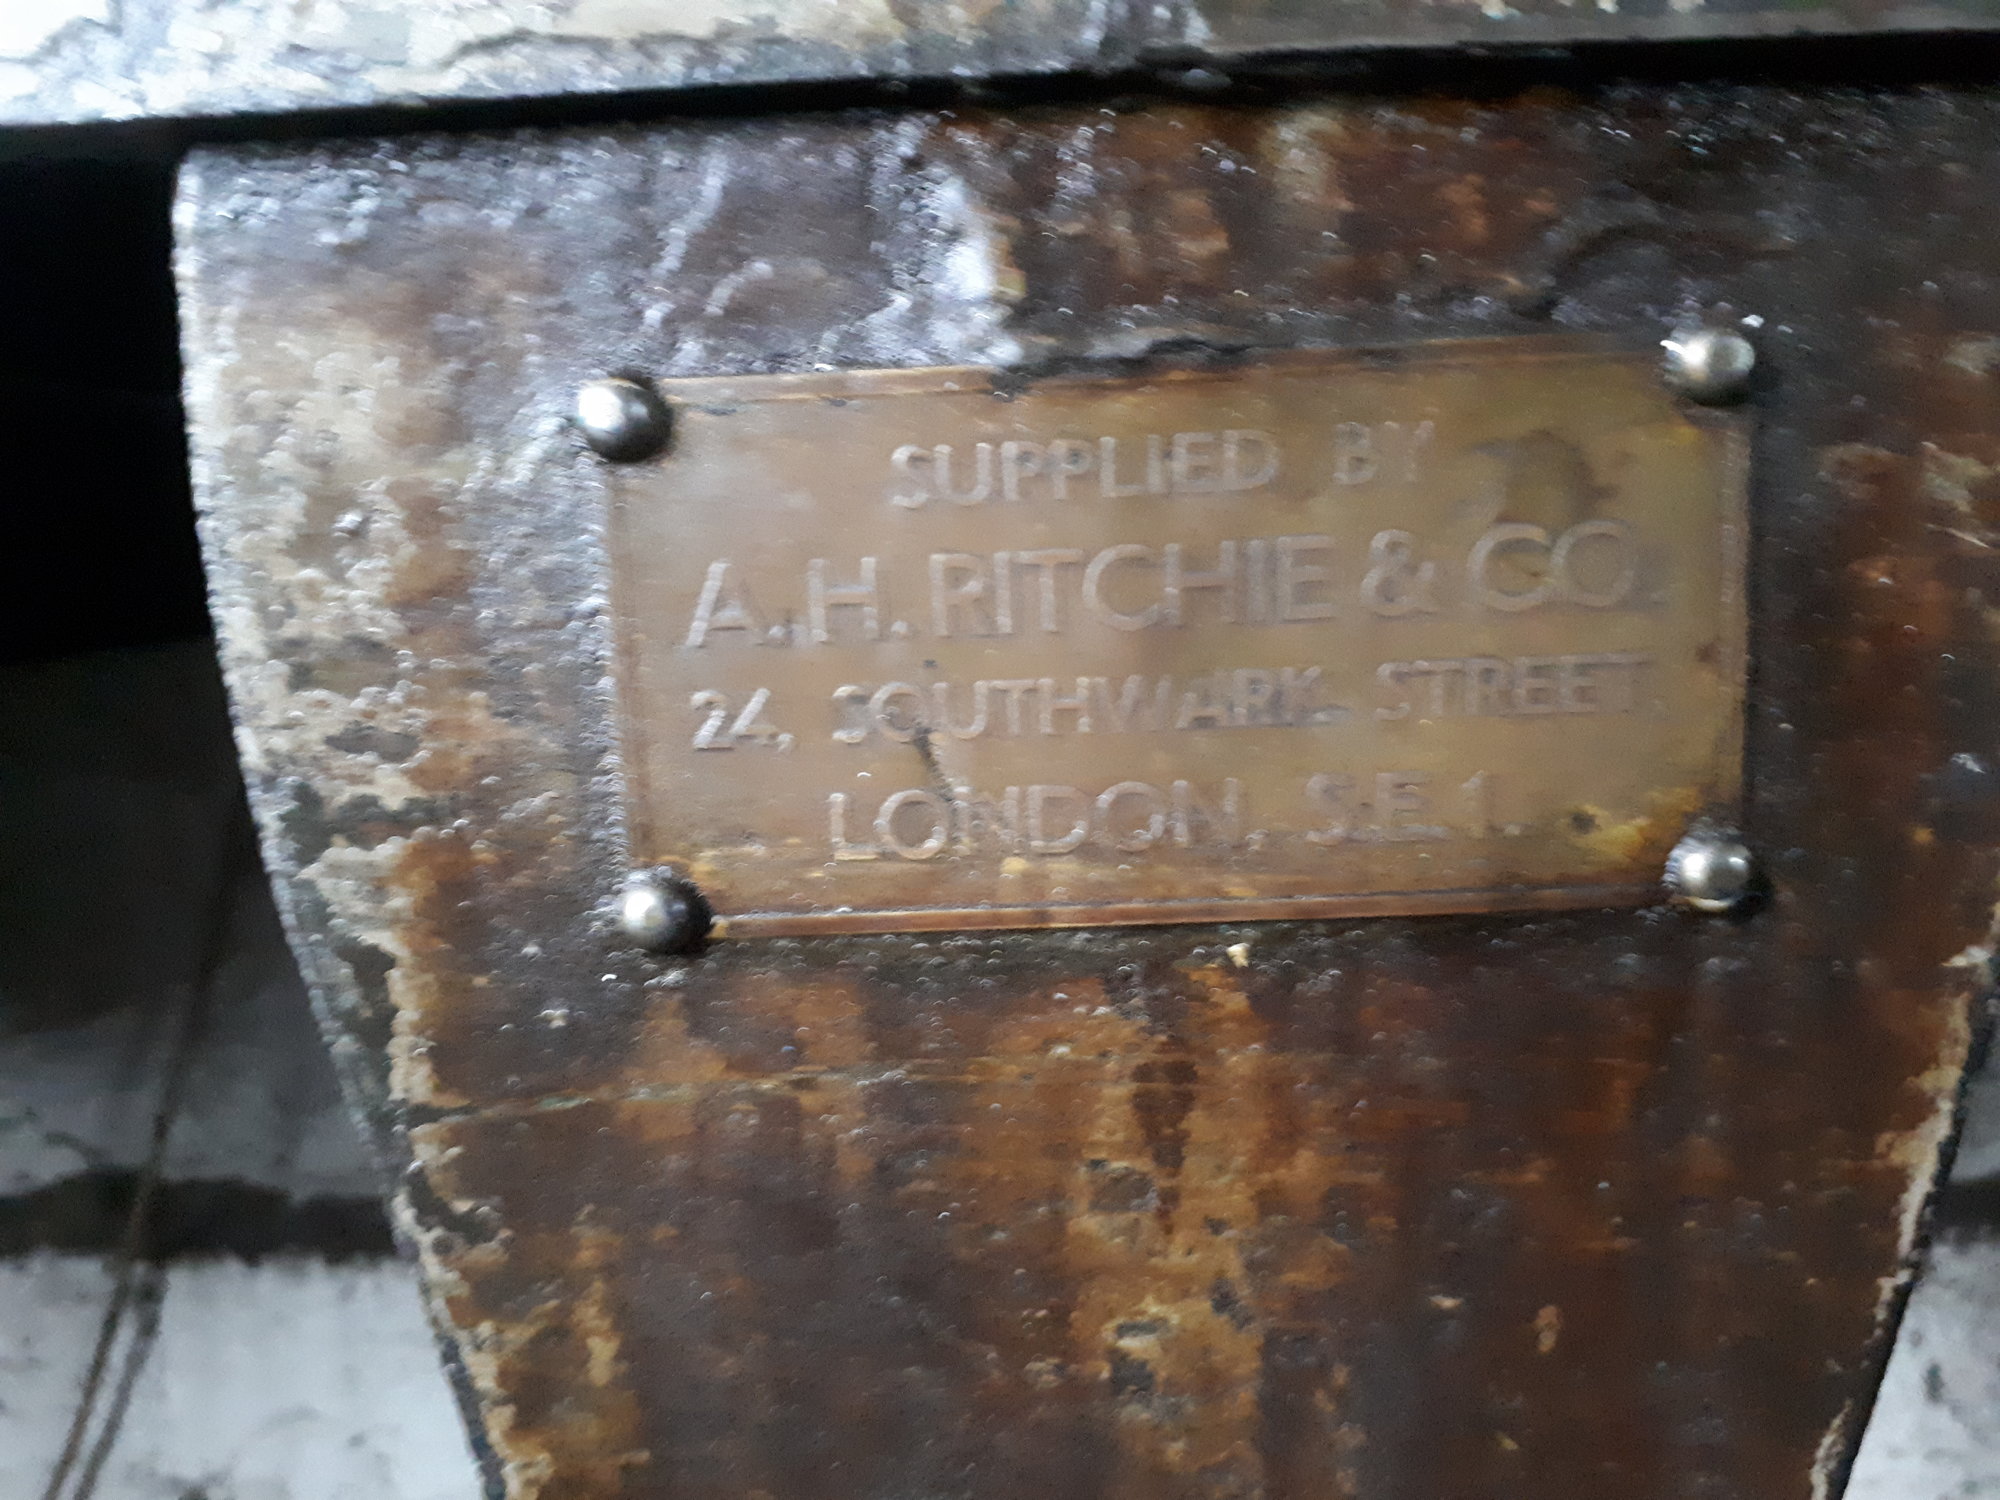 SUPPLIED BY
A.H. RITCHIE & CO.
24, SOUTHWARK STREET
LONDON, S.E. 1.